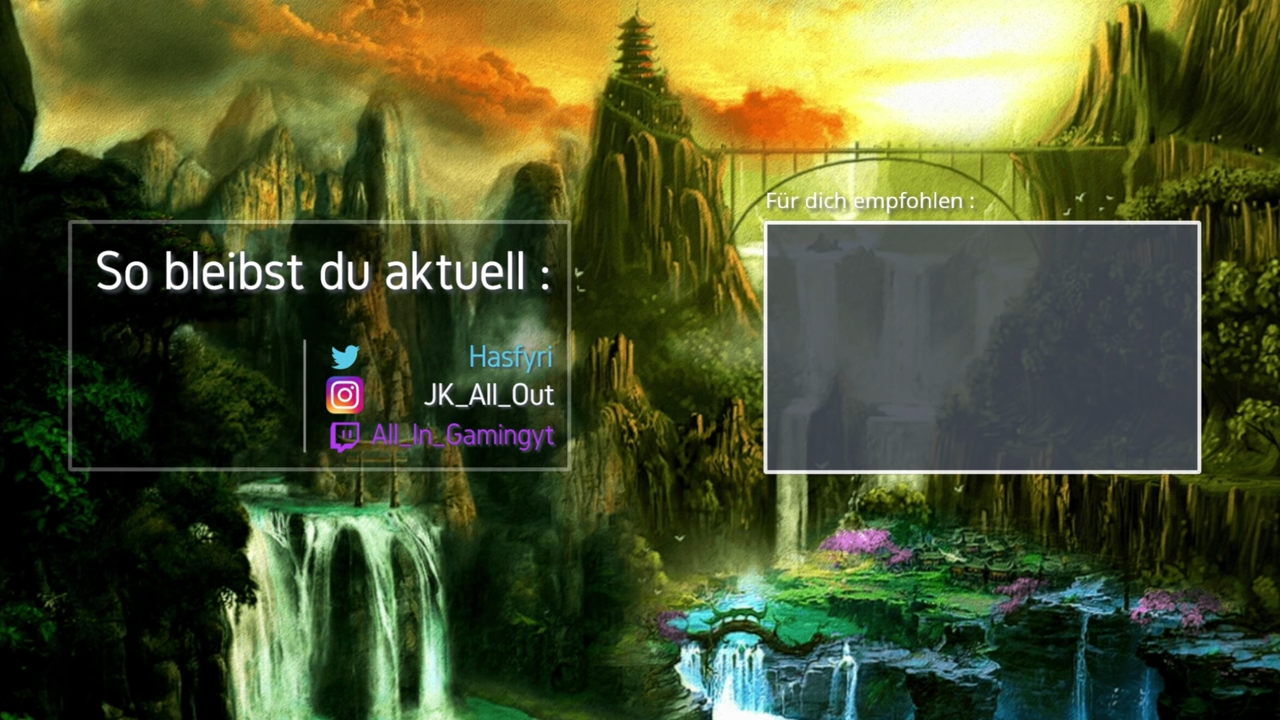 So bleibst du aktuell :
Hasfyri
JK_All_Out
All_In_Gamingyt
Für dich empfohlen :